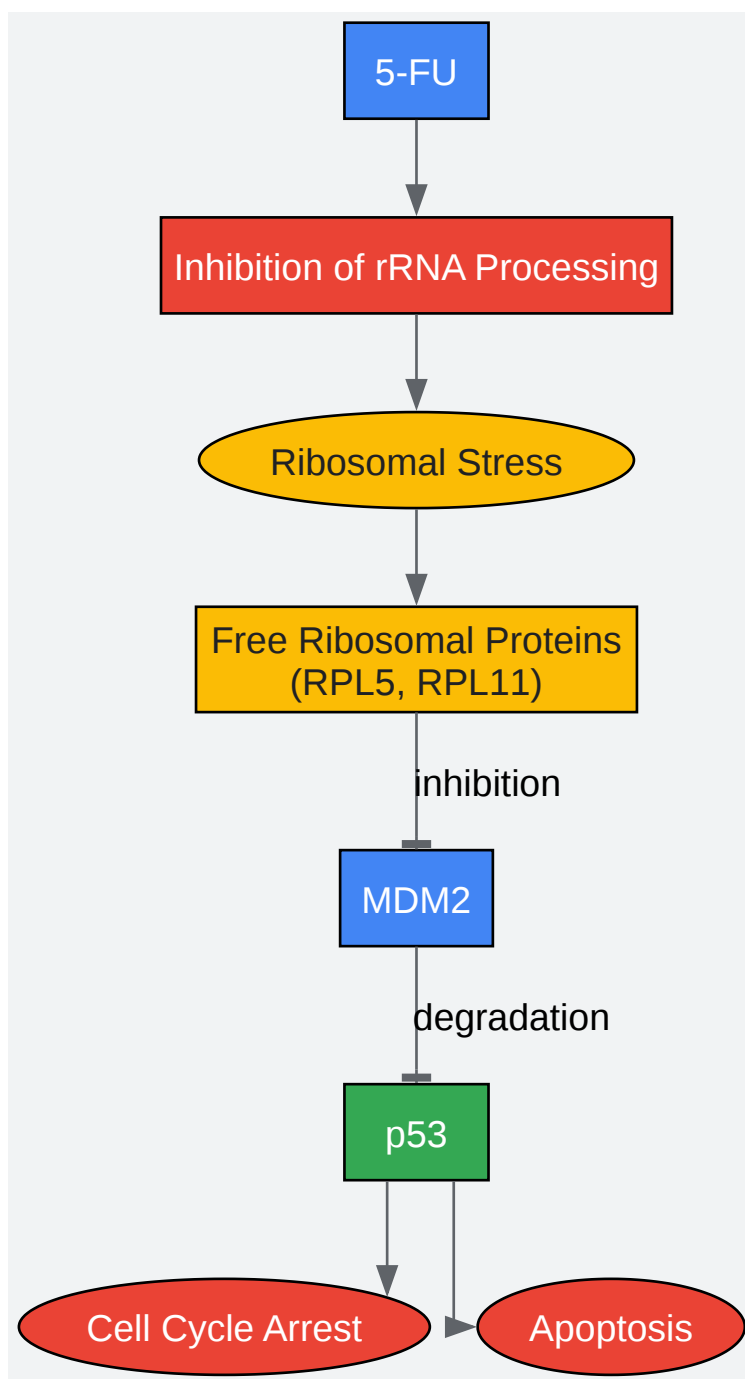 5-FU
Inhibition of rRNA Processing
Ribosomal Stress
Free Ribosomal Proteins
(RPL5, RPL11)
inhibition
MDM2
degradation
p53
Cell Cycle Arrest
Apoptosis